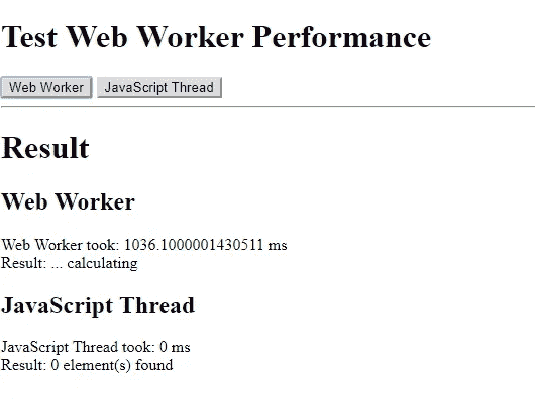 Test Web Worker Performance
Web Worker JavaScript Thread
Result
Web Worker
Web Worker took: 1036.1000001430511 ms
Result: ... calculating
JavaScript Thread
JavaScript Thread took: 0 ms
Result: 0 element(s) found